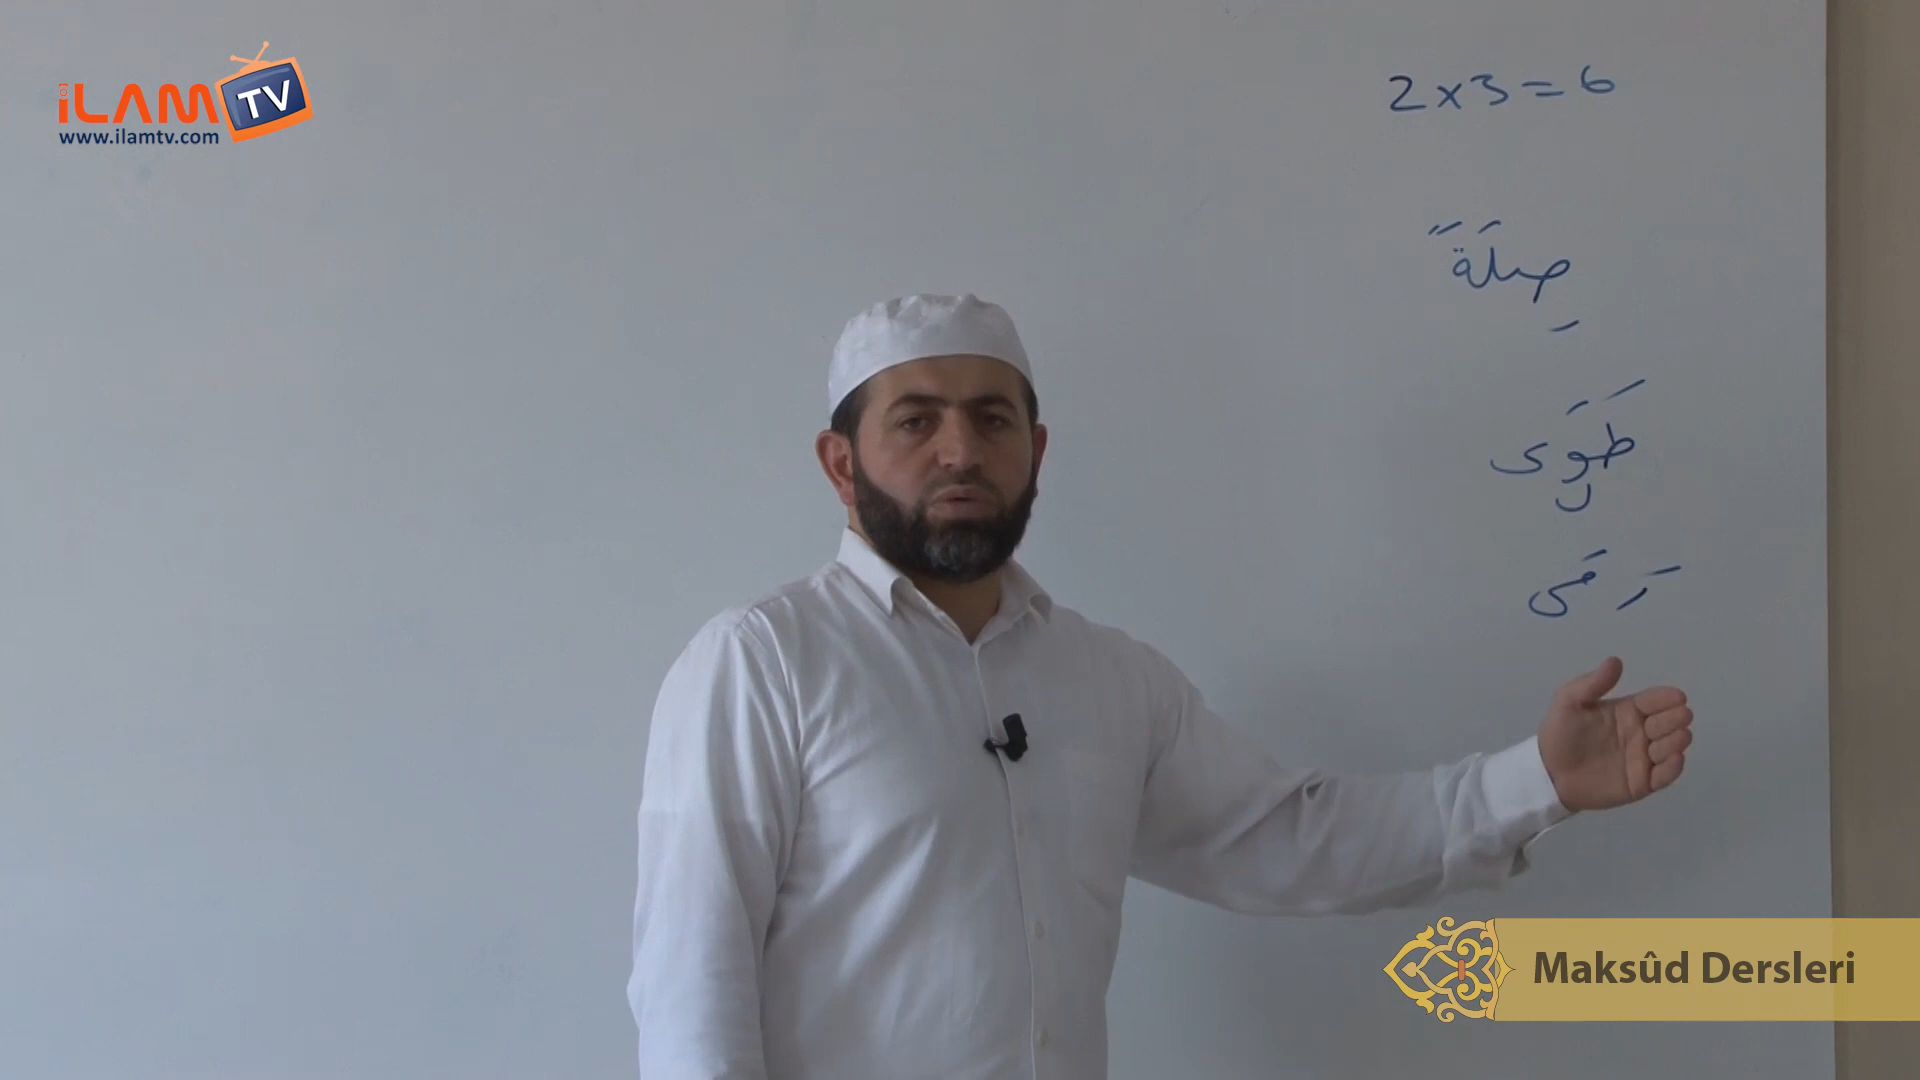 iLAM TV
www.ilamtv.com
2x3=6
صِلَةً
طَوَى
رَمَى
Maksûd Dersleri